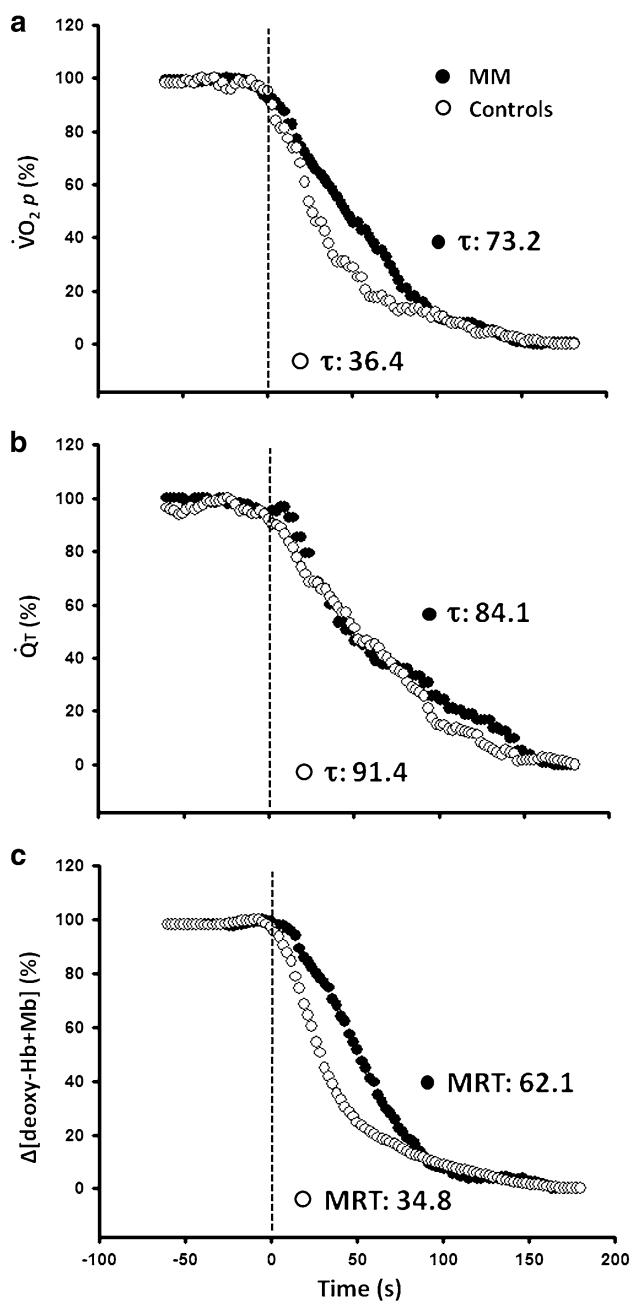 a
120
100
80
60
40
20
0
V̇O₂ p (%)
MM
Controls
τ: 73.2
τ: 36.4
b
120
100
80
60
40
20
0
Q̇T (%)
τ: 84.1
τ: 91.4
c
120
100
80
60
40
20
0
Δ[deoxy-Hb+Mb] (%)
MRT: 62.1
MRT: 34.8
-100 -50 0 50 100 150 200
Time (s)